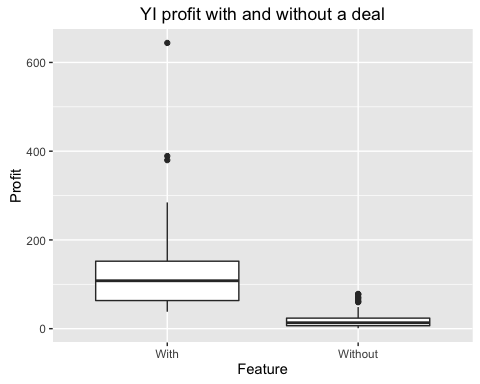 YI profit with and without a deal
600
400
200
0
Profit
With Without
Feature